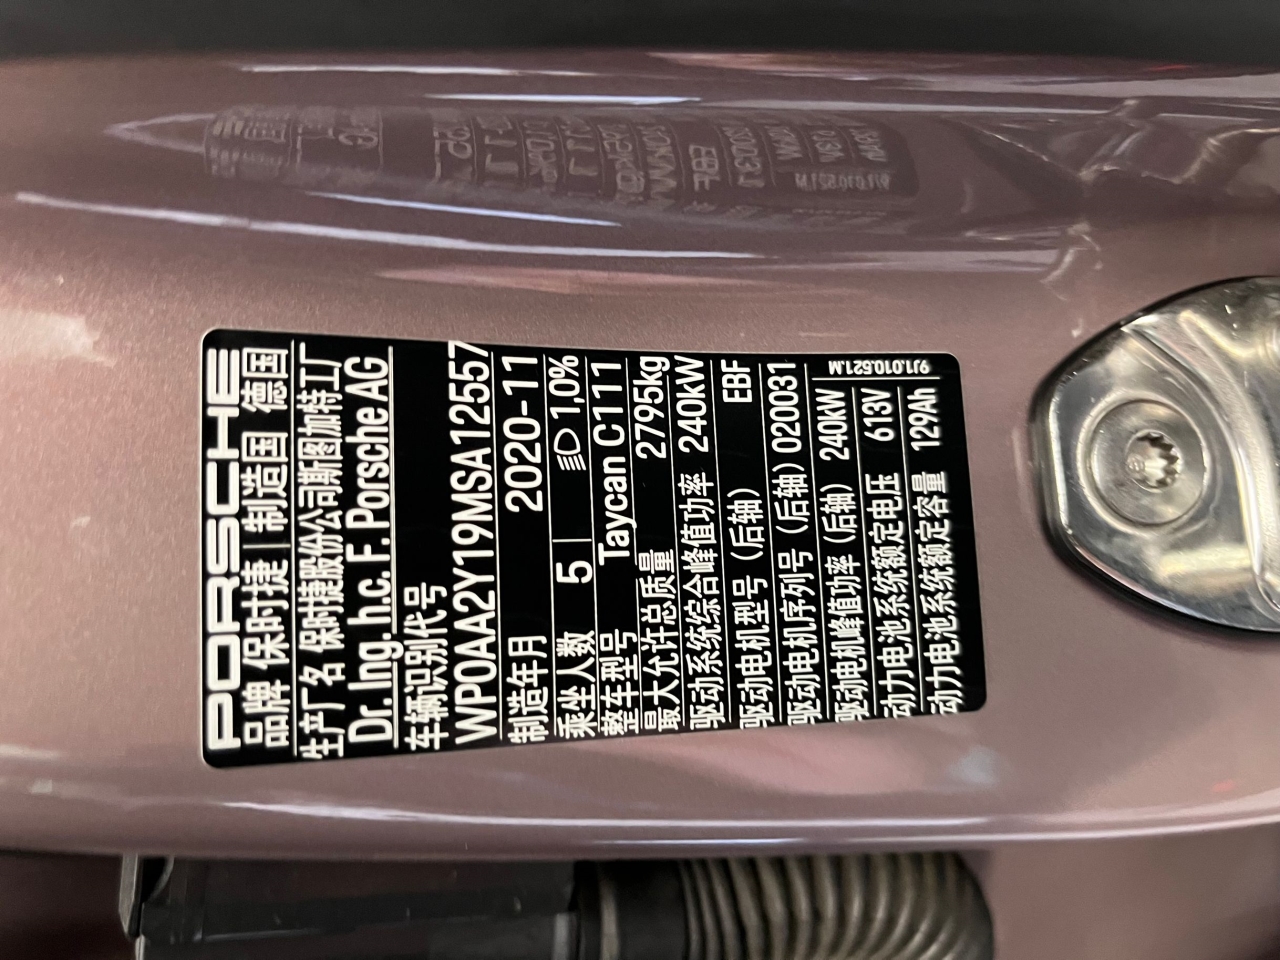 PORSCHE
品牌 保时捷 | 制造国 德国
生产厂名 保时捷股份公司斯图加特工厂
Dr. Ing. h.c. F. Porsche AG
车辆识别代号
WP0AA2Y19MSA12557
制造年月 2020-11
乘坐人数 5 1,0%
整车型号 Taycan C111
最大允许总质量 2795kg
驱动系统综合峰值功率 240kW
驱动电机型号（后轴） EBF
驱动电机序列号（后轴）020031
驱动电机峰值功率（后轴） 240kW
动力电池系统额定电压 613V
动力电池系统额定容量 129Ah
9J1.010.521.M